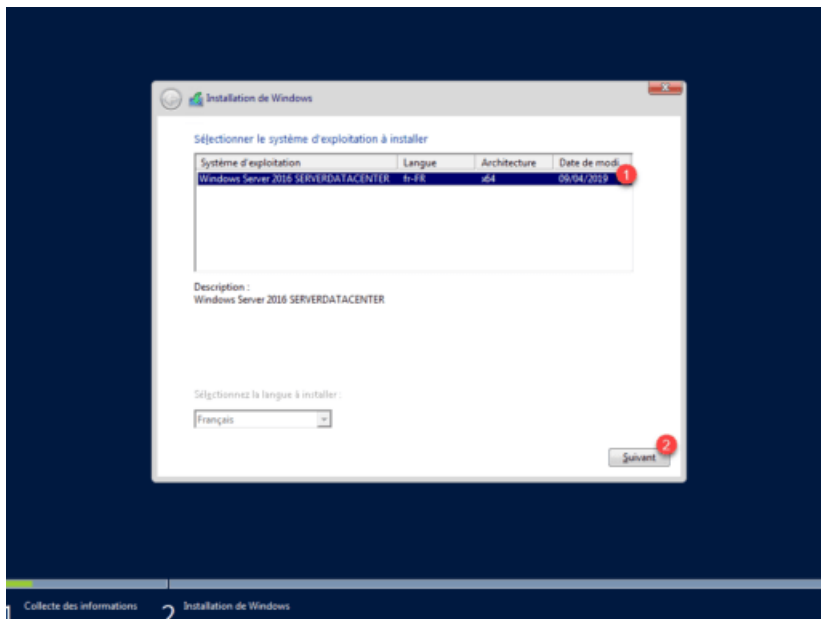 Installation de Windows
Sélectionner le système d'exploitation à installer
Système d'exploitation Langue Architecture Date de modi...
Windows Server 2016 SERVERDATACENTER fr-FR x64 09/04/2019 1
Description :
Windows Server 2016 SERVERDATACENTER
Sélectionnez la langue à installer :
Français
2
Suivant
1 Collecte des informations 2 Installation de Windows